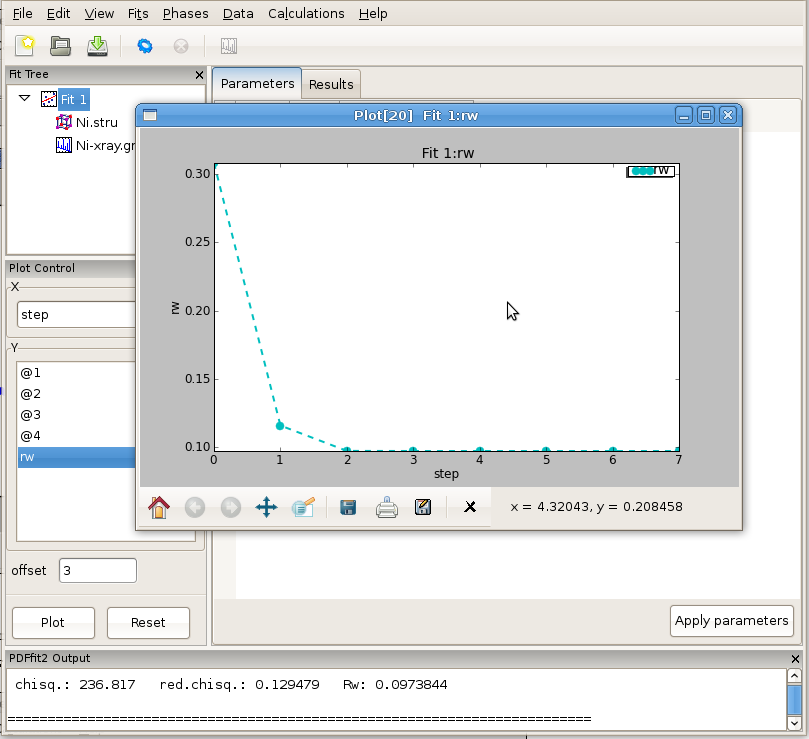 File Edit View Fits Phases Data Calculations Help
Fit Tree
Parameters Results
Fit 1
Ni.stru
Ni-xray.gr
Plot[20] Fit 1:rw
Fit 1:rw
rw
0.30
0.25
0.20
0.15
0.10
rw
0 1 2 3 4 5 6 7
step
x = 4.32043, y = 0.208458
Plot Control
X
step
Y
@1
@2
@3
@4
rw
offset 3
Plot Reset
Apply parameters
PDFfit2 Output
chisq.: 236.817 red.chisq.: 0.129479 Rw: 0.0973844
=========================================================================